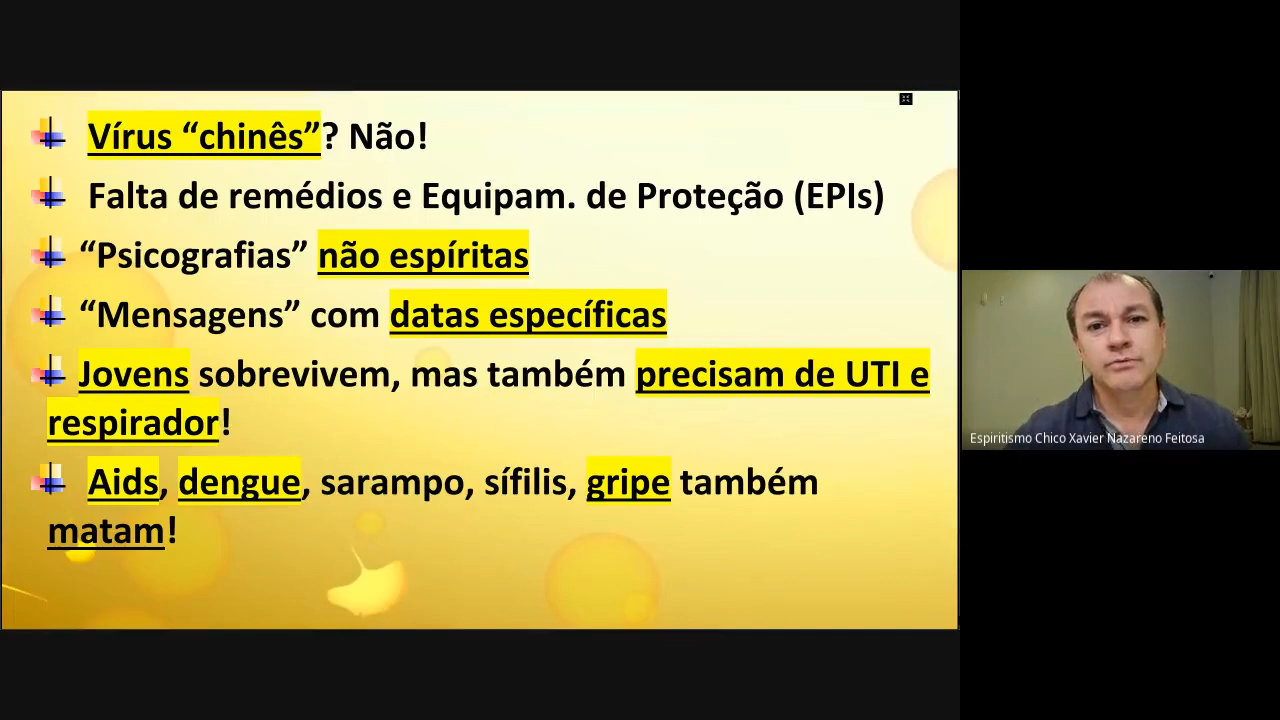 Vírus “chinês”? Não!
Falta de remédios e Equipam. de Proteção (EPIs)
“Psicografias” não espíritas
“Mensagens” com datas específicas
Jovens sobrevivem, mas também precisam de UTI e
respirador!
Aids, dengue, sarampo, sífilis, gripe também
matam!
Espiritismo Chico Xavier Nazareno Feitosa